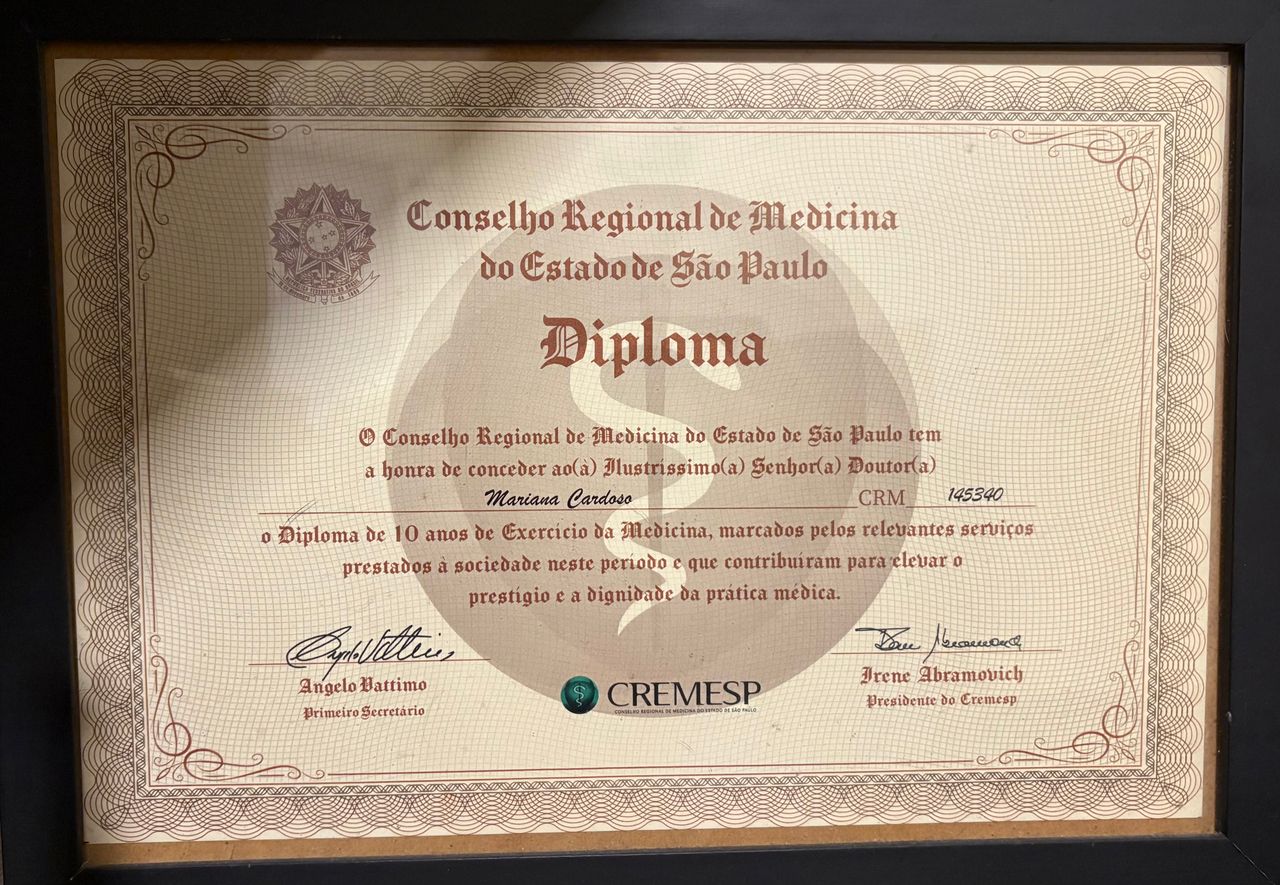 Conselho Regional de Medicina
do Estado de São Paulo
Diploma
O Conselho Regional de Medicina do Estado de São Paulo tem
a honra de conceder ao(à) Ilustríssimo(a) Senhor(a) Doutor(a)
Mariana Cardoso CRM 145340
o Diploma de 10 anos de Exercício da Medicina, marcados pelos relevantes serviços
prestados à sociedade neste período e que contribuíram para elevar o
prestígio e a dignidade da prática médica.
Angelo Vattimo
Primeiro Secretário
CREMESP
CONSELHO REGIONAL DE MEDICINA DO ESTADO DE SÃO PAULO
Irene Abramovich
Presidente do Cremesp